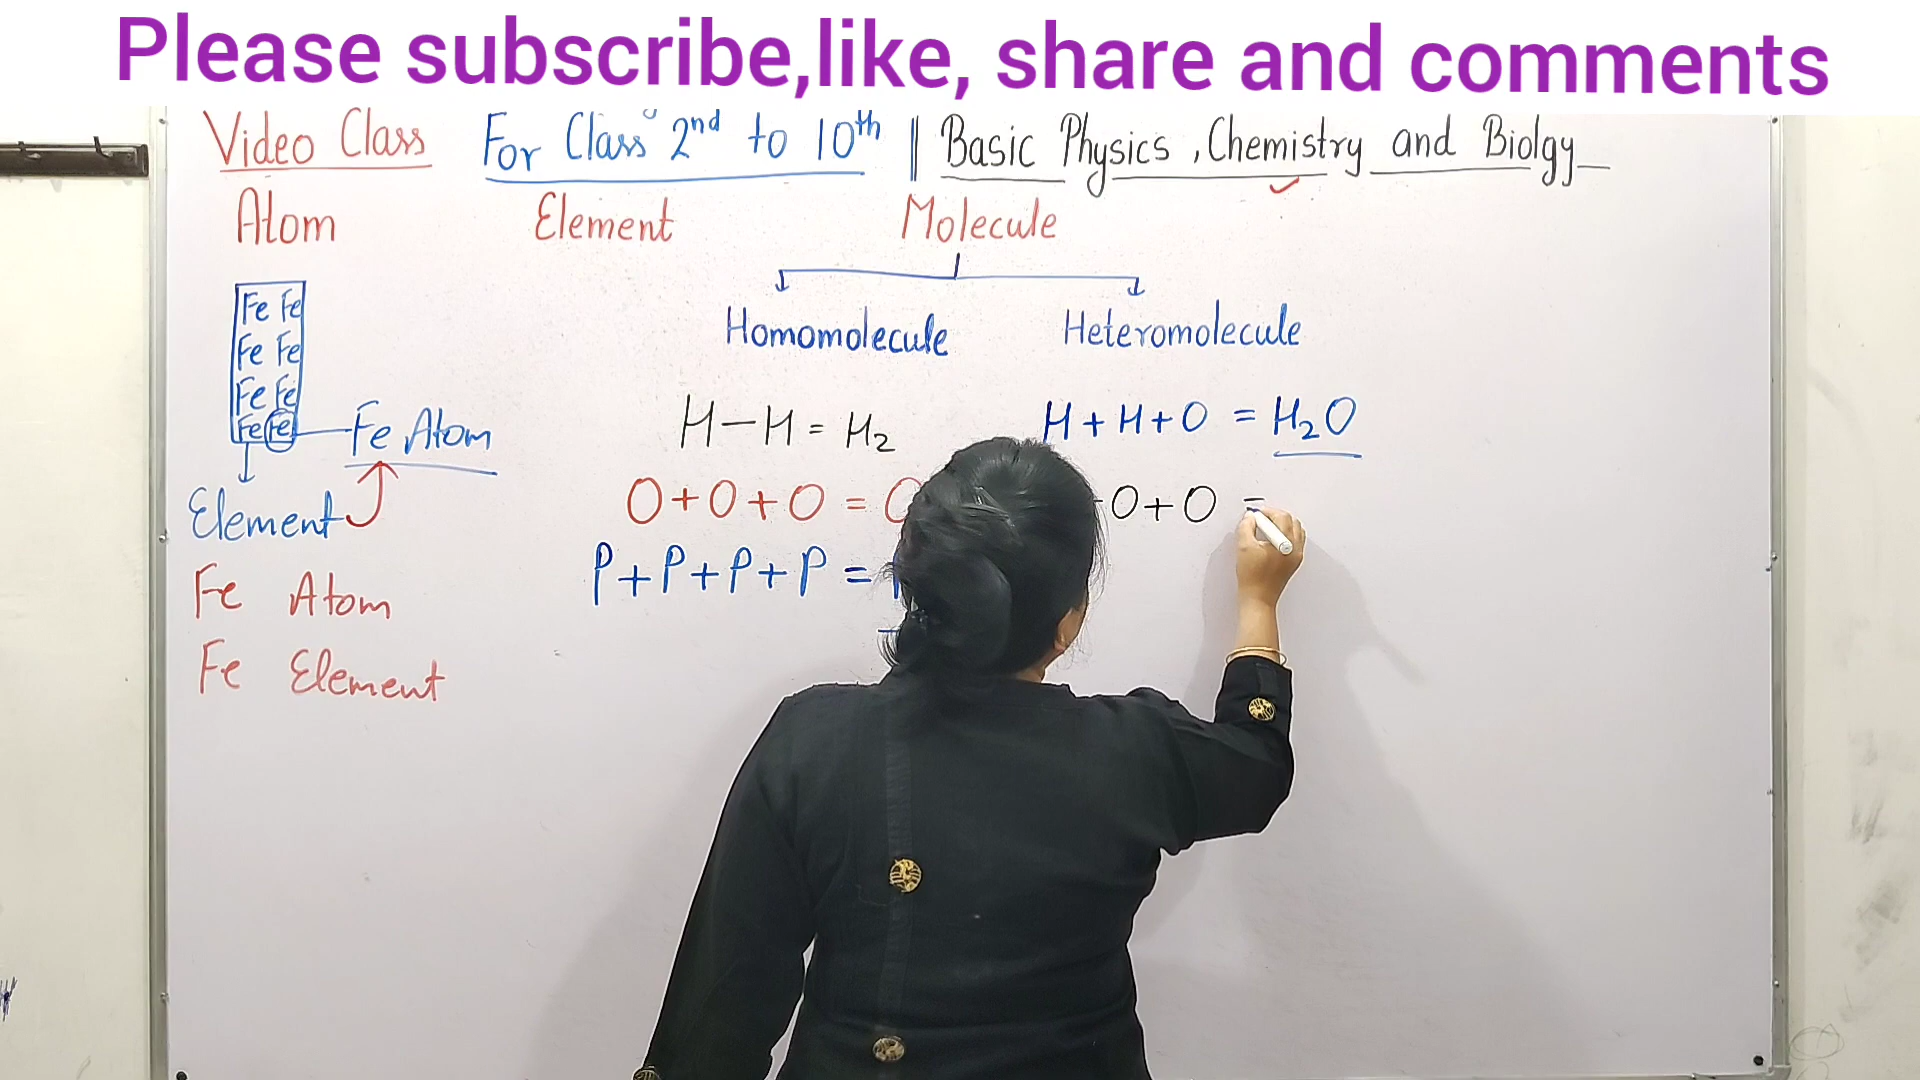 Please subscribe,like, share and comments
Video Class For Class 2nd to 10th || Basic Physics ,Chemistry and Biolgy
Atom Element Molecule
Homomolecule Heteromolecule
Fe Fe
Fe Fe
Fe Fe
Fe Fe Fe Atom
Element
Fe Atom
Fe Element
H-H = H2
O+O+O =
P+P+P+P =
H+H+O = H2O
O+O =